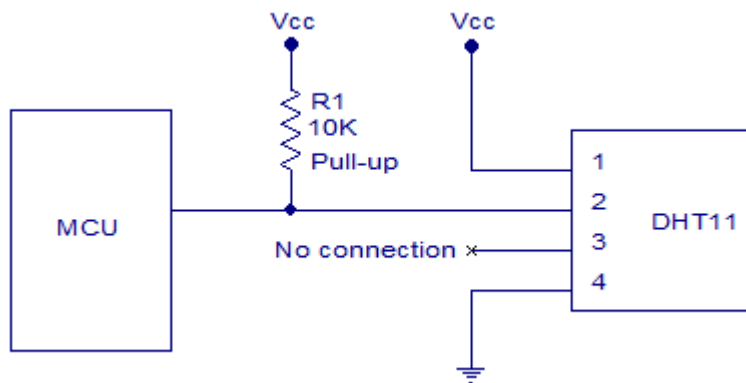 Vcc
Vcc
R1
10K
Pull-up
1
2
MCU
DHT11
No connection
3
4